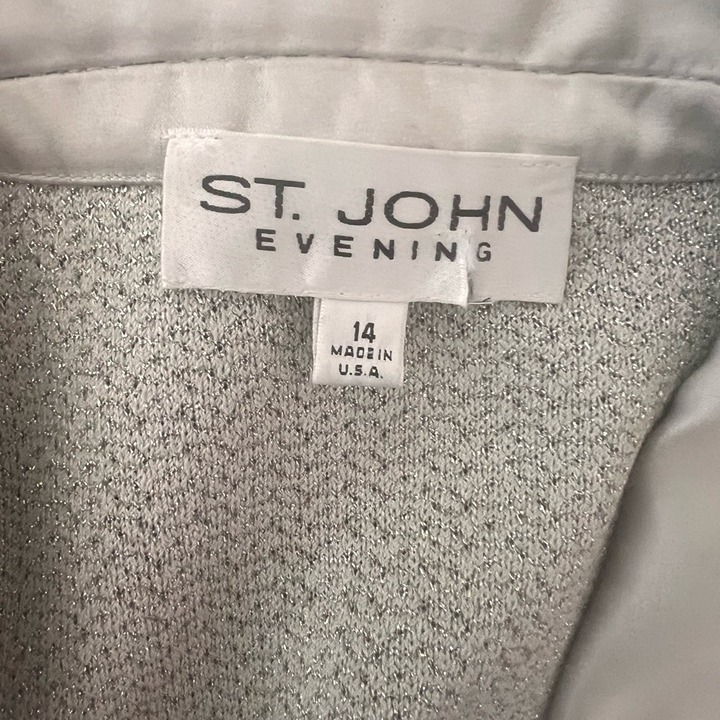 ST. JOHN
EVENING
14
MADE IN
U.S.A.